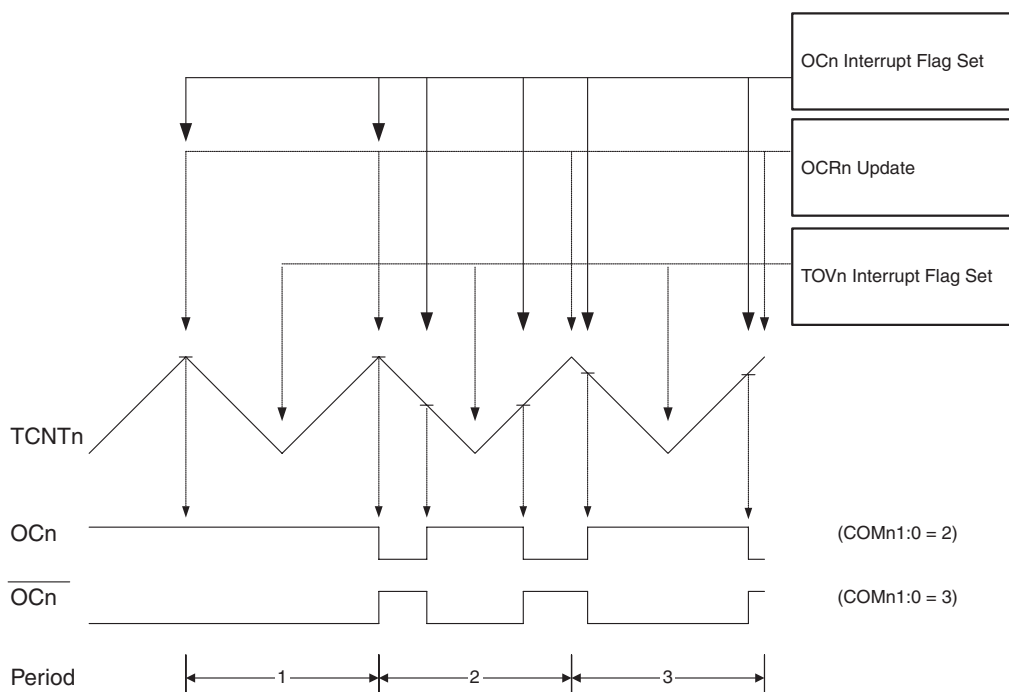 OCn Interrupt Flag Set
OCRn Update
TOVn Interrupt Flag Set
TCNTn
OCn
(COMn1:0 = 2)
OCn
(COMn1:0 = 3)
Period
1
2
3